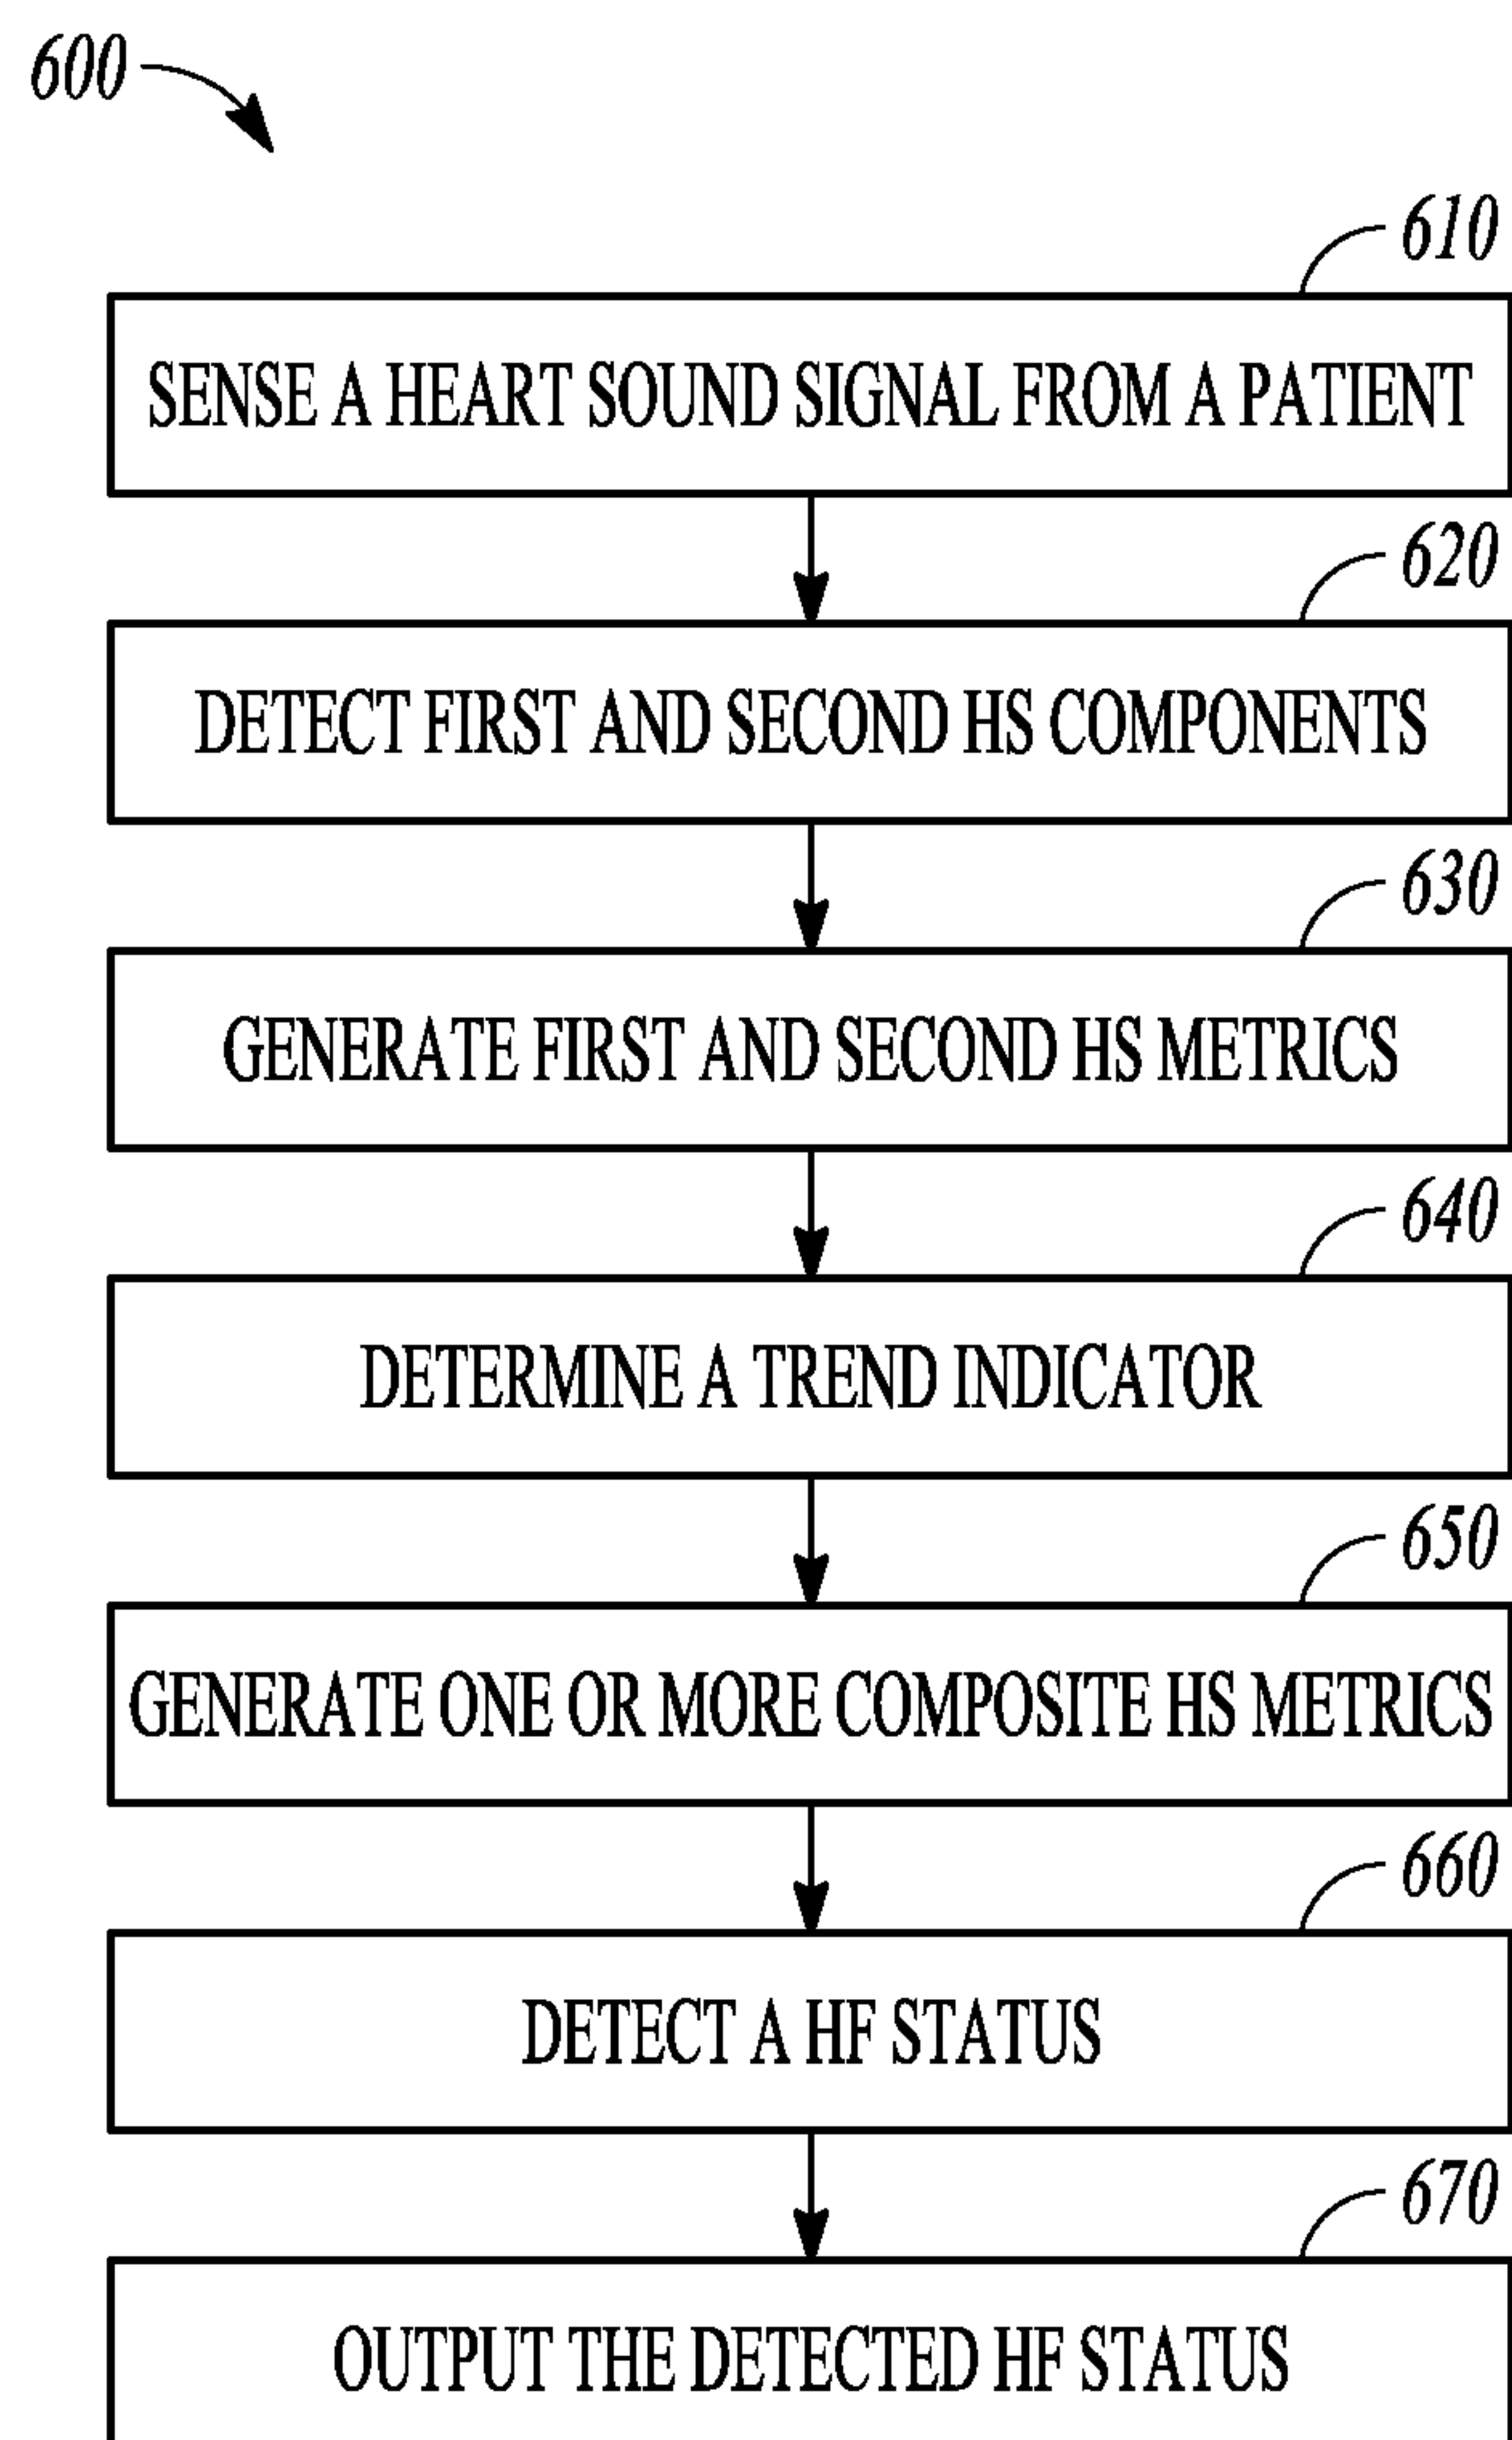 600
610
SENSE A HEART SOUND SIGNAL FROM A PATIENT
620
DETECT FIRST AND SECOND HS COMPONENTS
630
GENERATE FIRST AND SECOND HS METRICS
640
DETERMINE A TREND INDICATOR
650
GENERATE ONE OR MORE COMPOSITE HS METRICS
660
DETECT A HF STATUS
670
OUTPUT THE DETECTED HF STATUS